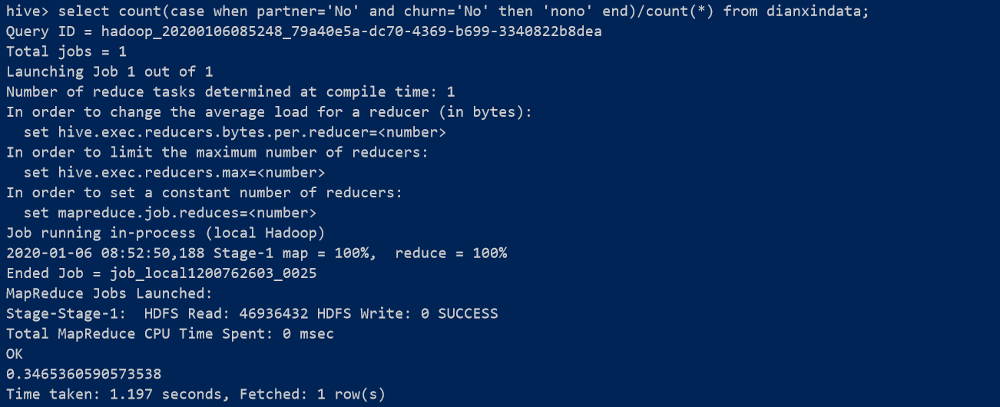 hive> select count(case when partner='No' and churn='No' then 'nono' end)/count(*) from dianxindata;
Query ID = hadoop_20200106085248_79a40e5a-dc70-4369-b699-3340822b8dea
Total jobs = 1
Launching Job 1 out of 1
Number of reduce tasks determined at compile time: 1
In order to change the average load for a reducer (in bytes):
  set hive.exec.reducers.bytes.per.reducer=<number>
In order to limit the maximum number of reducers:
  set hive.exec.reducers.max=<number>
In order to set a constant number of reducers:
  set mapreduce.job.reduces=<number>
Job running in-process (local Hadoop)
2020-01-06 08:52:50,188 Stage-1 map = 100%,  reduce = 100%
Ended Job = job_local1200762603_0025
MapReduce Jobs Launched:
Stage-Stage-1:  HDFS Read: 46936432 HDFS Write: 0 SUCCESS
Total MapReduce CPU Time Spent: 0 msec
OK
0.3465360590573538
Time taken: 1.197 seconds, Fetched: 1 row(s)